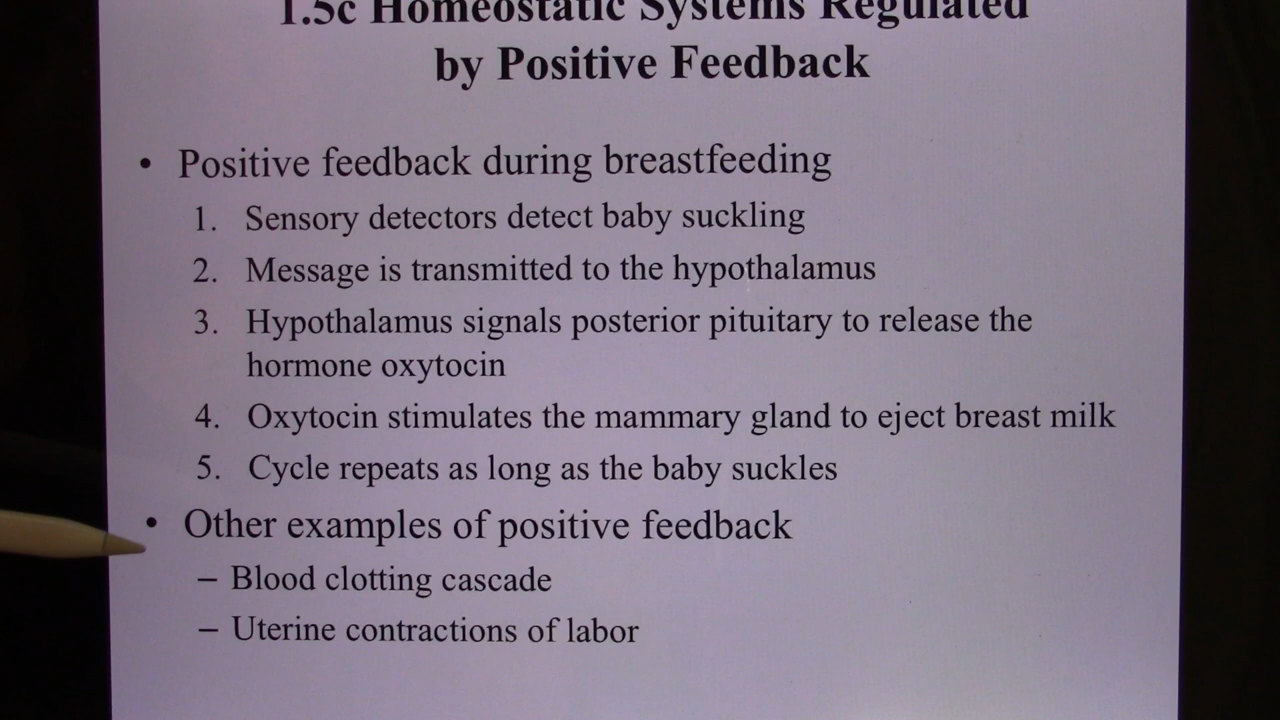 1.5c Homeostatic Systems Regulated
by Positive Feedback
• Positive feedback during breastfeeding
1. Sensory detectors detect baby suckling
2. Message is transmitted to the hypothalamus
3. Hypothalamus signals posterior pituitary to release the
hormone oxytocin
4. Oxytocin stimulates the mammary gland to eject breast milk
5. Cycle repeats as long as the baby suckles
• Other examples of positive feedback
– Blood clotting cascade
– Uterine contractions of labor